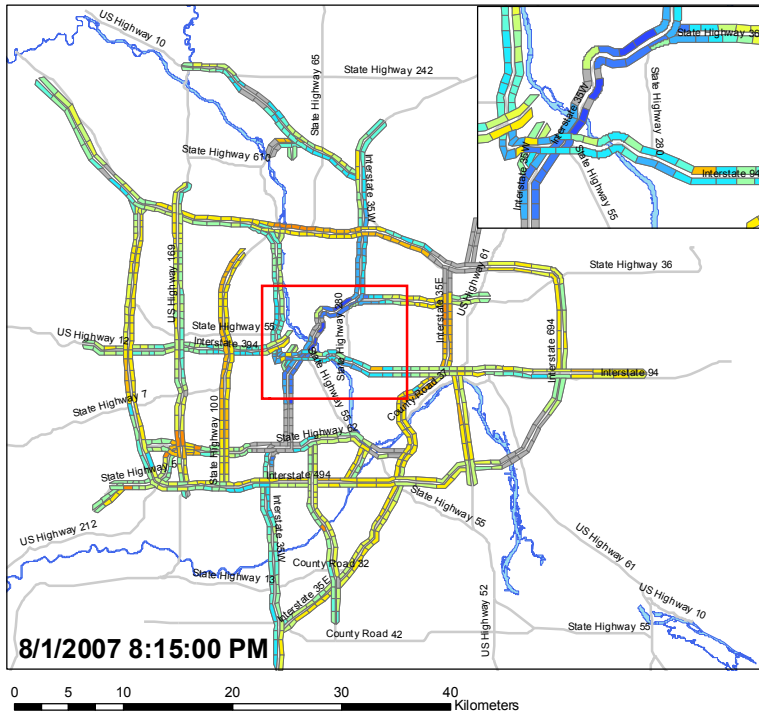 US Highway 10
State Highway 65
State Highway 242
State Highway 36
State Highway 280
Interstate 35W
Interstate 35W
Interstate 94
55
State Highway 610
Interstate 35W
US Highway 169
US Highway 61
State Highway 36
Interstate 35E
State Highway 280
State Highway 55
US Highway 12
Interstate 394
Interstate 694
State Highway 55
Interstate 94
State Highway 7
County Road 37
State Highway 100
State Highway 62
State Highway 5
Interstate 494
State Highway 55
US Highway 212
Interstate 35W
US Highway 61
County Road 32
State Highway 13
Interstate 35E
US Highway 52
US Highway 10
State Highway 55
County Road 42
8/1/2007 8:15:00 PM
0 5 10 20 30 40
Kilometers